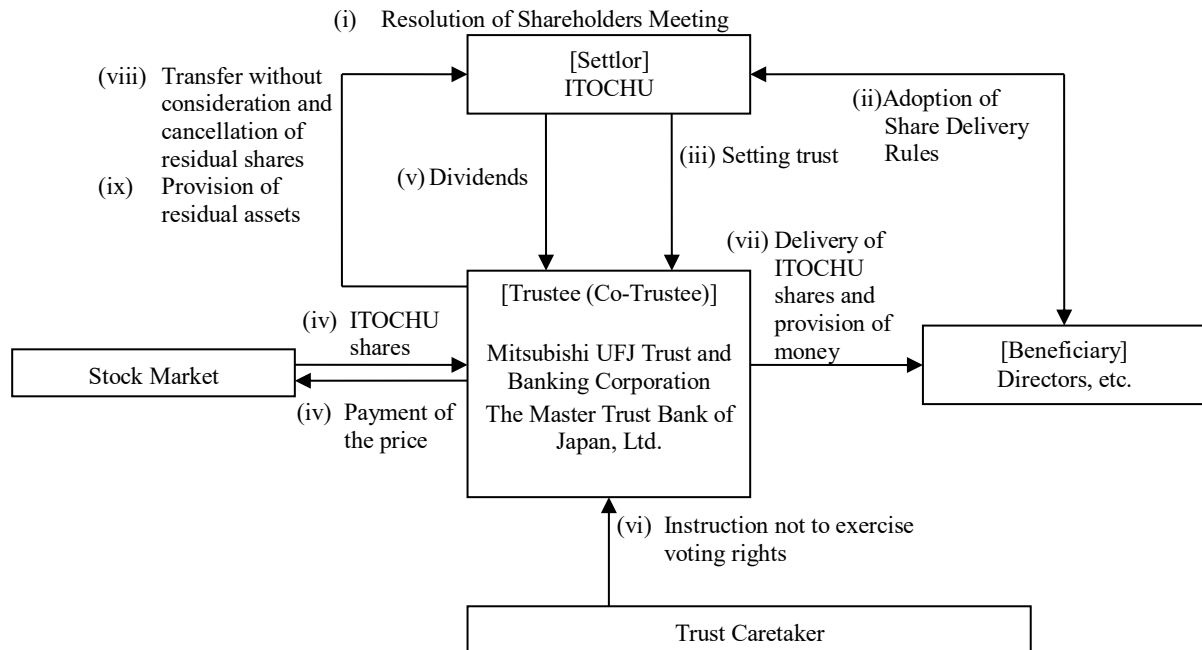 (i) Resolution of Shareholders Meeting
[Settlor]
ITOCHU
(viii) Transfer without
consideration and
cancellation of
residual shares
(ix) Provision of
residual assets
(ii)Adoption of
Share Delivery
Rules
(v) Dividends
(iii) Setting trust
(vii) Delivery of
ITOCHU
shares and
provision of
money
[Trustee (Co-Trustee)]
Mitsubishi UFJ Trust and
Banking Corporation
The Master Trust Bank of
Japan, Ltd.
(iv) ITOCHU
shares
Stock Market
(iv) Payment of
the price
[Beneficiary]
Directors, etc.
(vi) Instruction not to exercise
voting rights
Trust Caretaker